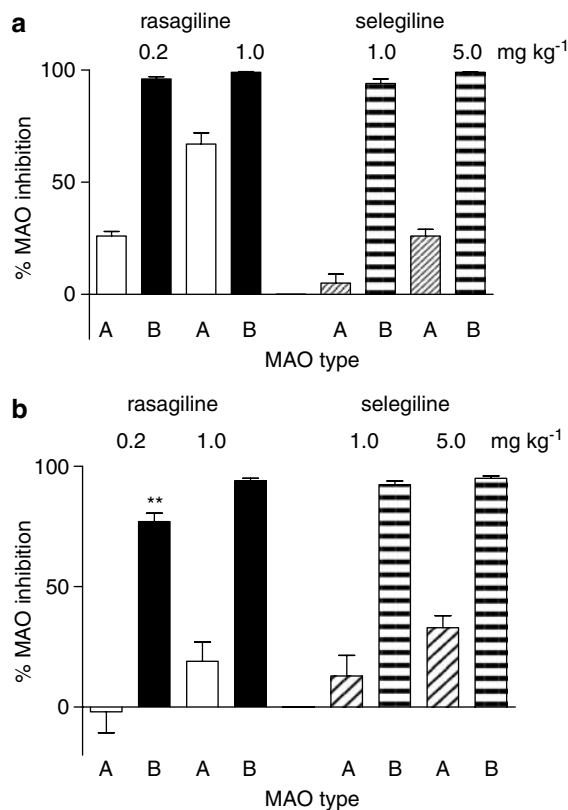 a
rasagiline selegiline
0.2 1.0 1.0 5.0 mg kg-1
100
50
0
% MAO inhibition
A B A B A B A B
MAO type
b
rasagiline selegiline
0.2 1.0 1.0 5.0 mg kg-1
100
**
50
0
% MAO inhibition
A B A B A B A B
MAO type